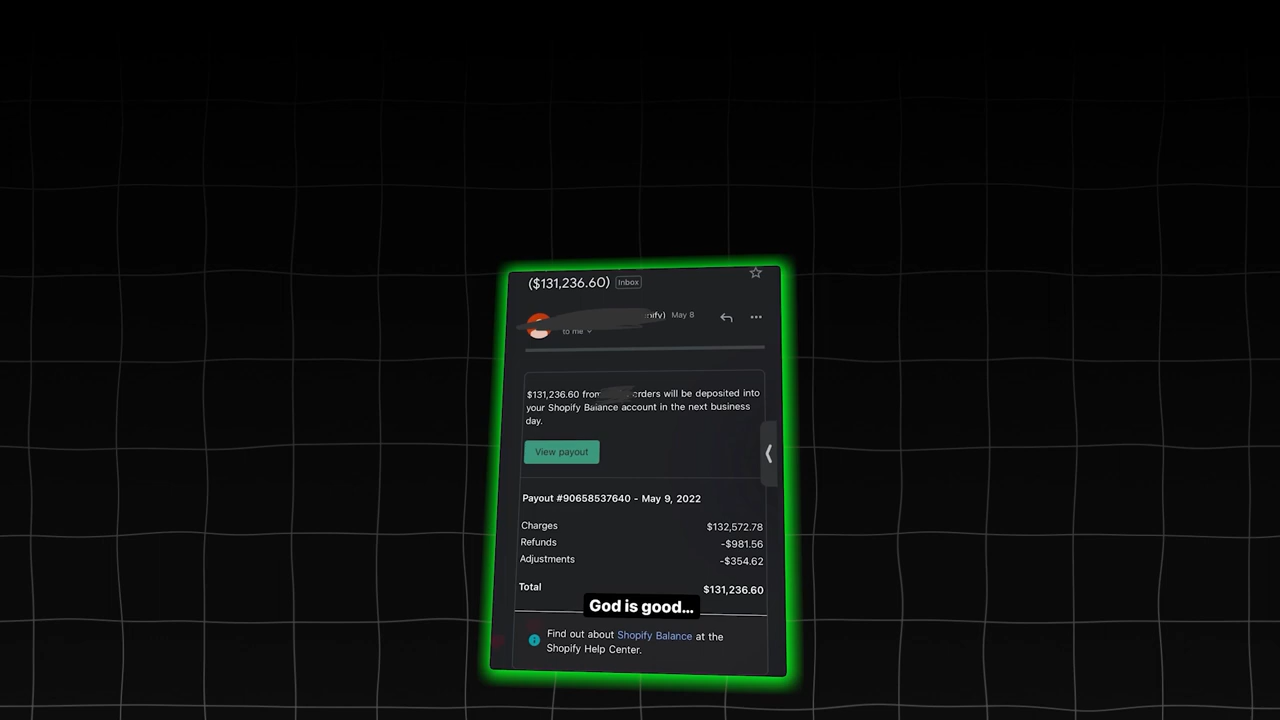 ($131,236.60) Inbox
May 8
to me
$131,236.60 from orders will be deposited into
your Shopify Balance account in the next business
day.
View payout
Payout #90658537640 - May 9, 2022
Charges $132,572.78
Refunds -$981.56
Adjustments -$354.62
Total $131,236.60
God is good...
Find out about Shopify Balance at the
Shopify Help Center.